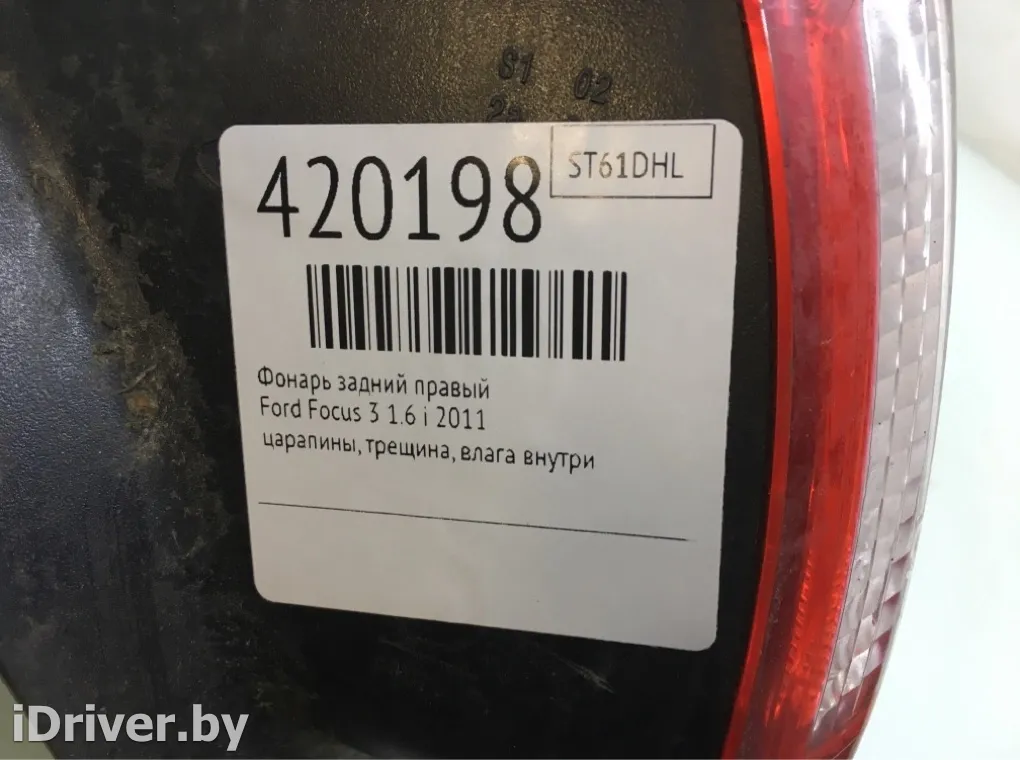 S1 02
420198
ST61DHL
Фонарь задний правый
Ford Focus 3 1.6 i 2011
царапины, трещина, влага внутри
iDriver.by